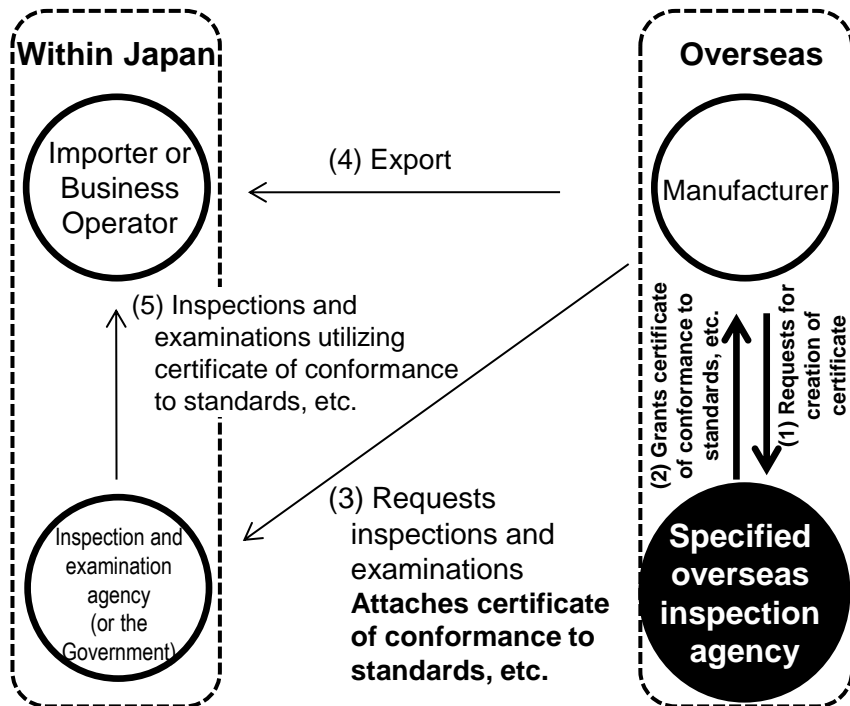 Within Japan
Overseas
Importer or
Business
Operator
(4) Export
Manufacturer
(5) Inspections and
examinations utilizing
certificate of conformance
to standards, etc.
(2) Grants certificate
of conformance to
standards, etc.
(1) Requests for
creation of
certificate
(3) Requests
inspections and
examinations
Attaches certificate
of conformance to
standards, etc.
Inspection and
examination
agency
(or the
Government)
Specified
overseas
inspection
agency